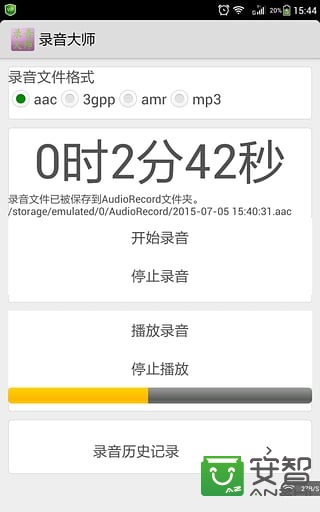 20% 15:44
录音大师
录音文件格式
aac 3gpp amr mp3
0时2分42秒
录音文件已被保存到AudioRecord文件夹。
/storage/emulated/0/AudioRecord/2015-07-05 15:40:31.aac
开始录音
停止录音
播放录音
停止播放
录音历史记录
安智